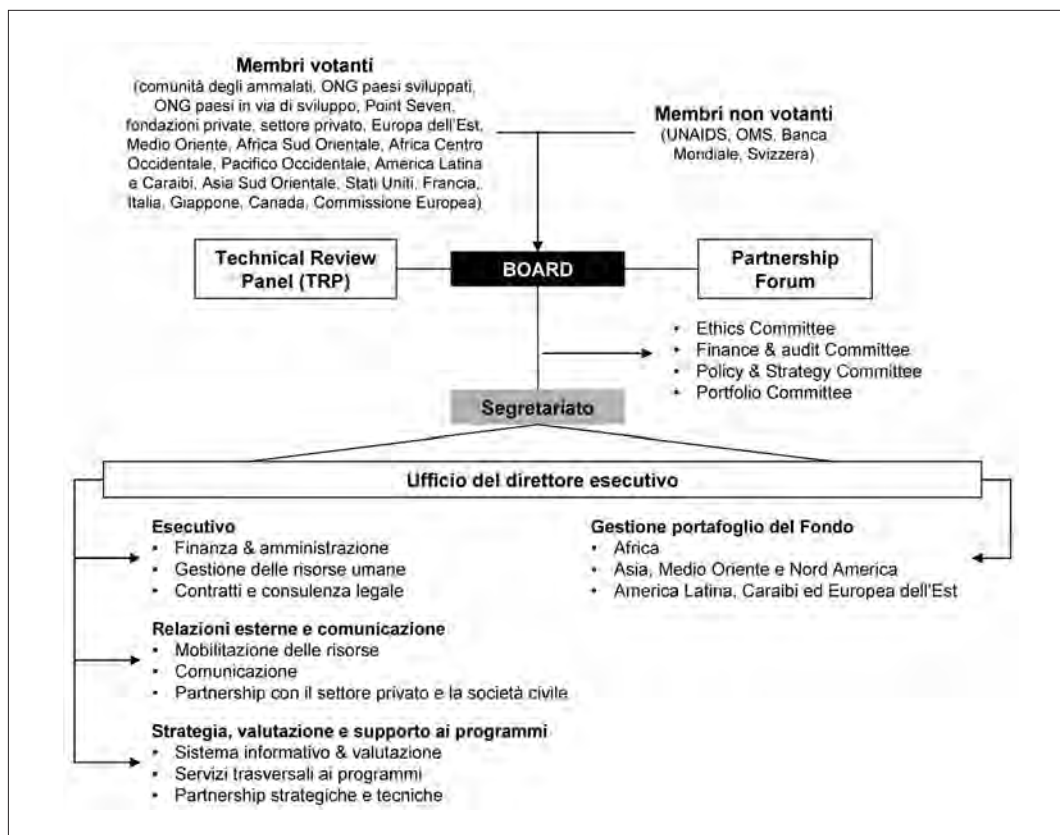 Membri votanti
(comunità degli ammalati, ONG paesi sviluppati,
ONG paesi in via di sviluppo, Point Seven,
fondazioni private, settore privato, Europa dell'Est,
Medio Oriente, Africa Sud Orientale, Africa Centro
Occidentale, Pacifico Occidentale, America Latina
e Caraibi, Asia Sud Orientale, Stati Uniti, Francia,
Italia, Giappone, Canada, Commissione Europea)
Membri non votanti
(UNAIDS, OMS, Banca
Mondiale, Svizzera)
Technical Review
Panel (TRP)
BOARD
Partnership
Forum
• Ethics Committee
• Finance & audit Committee
• Policy & Strategy Committee
• Portfolio Committee
Segretariato
Ufficio del direttore esecutivo
Esecutivo
• Finanza & amministrazione
• Gestione delle risorse umane
• Contratti e consulenza legale
Relazioni esterne e comunicazione
• Mobilitazione delle risorse
• Comunicazione
• Partnership con il settore privato e la società civile
Strategia, valutazione e supporto ai programmi
• Sistema informativo & valutazione
• Servizi trasversali ai programmi
• Partnership strategiche e tecniche
Gestione portafoglio del Fondo
• Africa
• Asia, Medio Oriente e Nord America
• America Latina, Caraibi ed Europea dell'Est